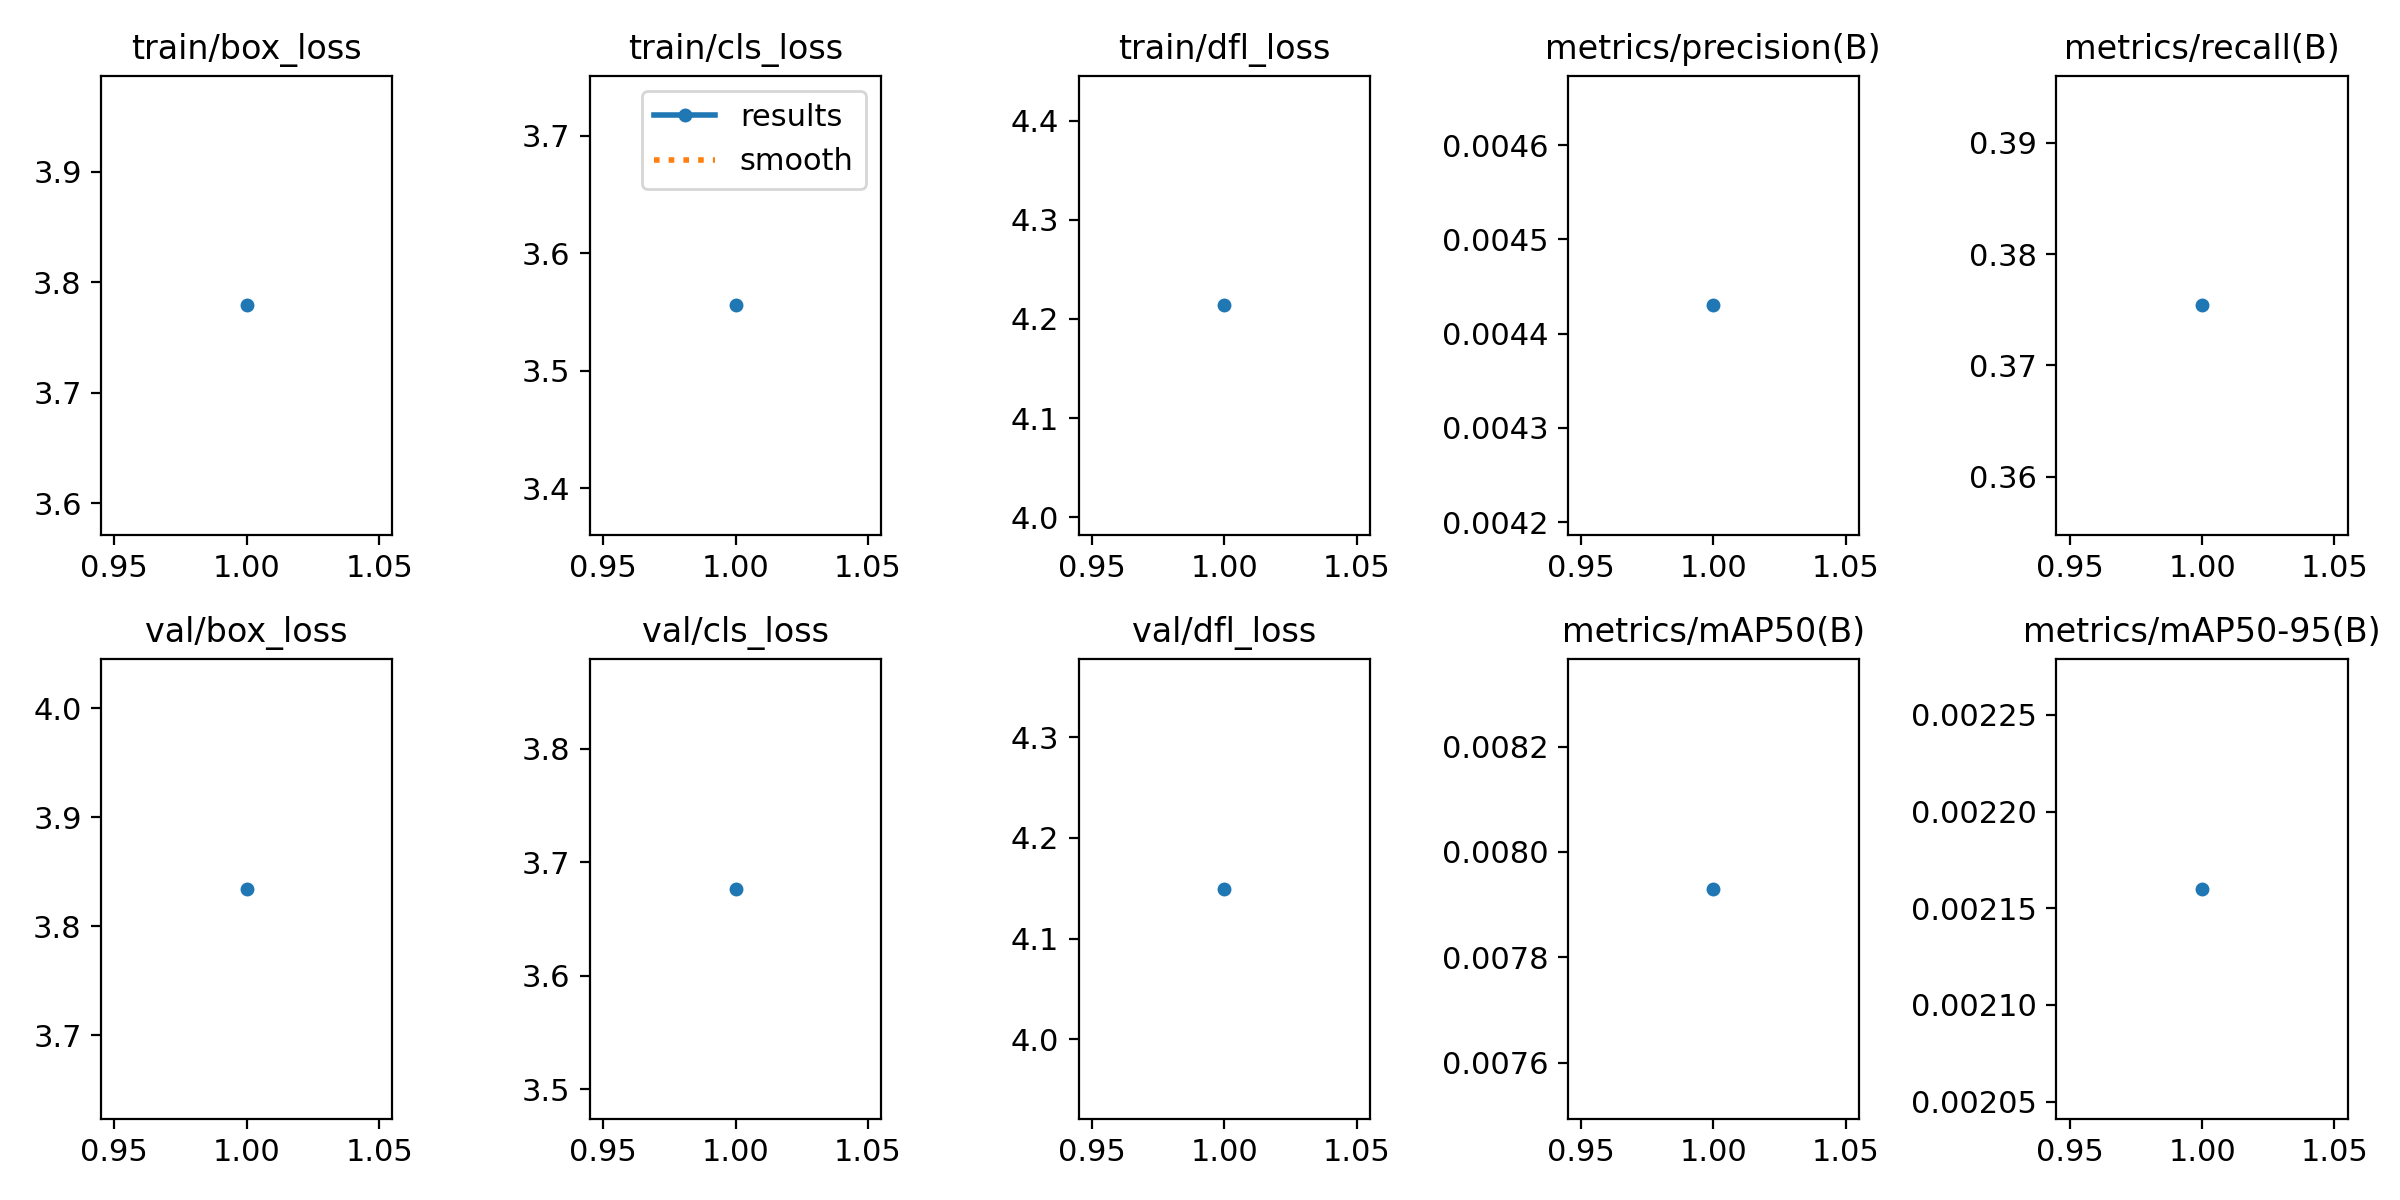 train/box_loss
3.9
3.8
3.7
3.6
0.95 1.00 1.05
train/cls_loss
results
smooth
3.7
3.6
3.5
3.4
0.95 1.00 1.05
train/dfl_loss
4.4
4.3
4.2
4.1
4.0
0.95 1.00 1.05
metrics/precision(B)
0.0046
0.0045
0.0044
0.0043
0.0042
0.95 1.00 1.05
metrics/recall(B)
0.39
0.38
0.37
0.36
0.95 1.00 1.05
val/box_loss
4.0
3.9
3.8
3.7
0.95 1.00 1.05
val/cls_loss
3.8
3.7
3.6
3.5
0.95 1.00 1.05
val/dfl_loss
4.3
4.2
4.1
4.0
0.95 1.00 1.05
metrics/mAP50(B)
0.0082
0.0080
0.0078
0.0076
0.95 1.00 1.05
metrics/mAP50-95(B)
0.00225
0.00220
0.00215
0.00210
0.00205
0.95 1.00 1.05